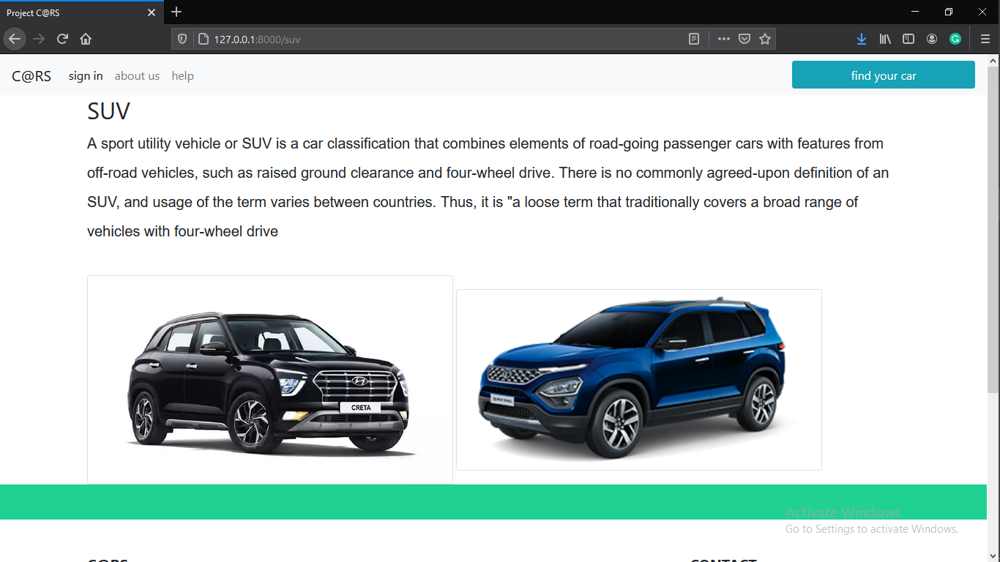 Project C@RS
127.0.0.1:8000/suv
C@RS sign in about us help find your car
SUV
A sport utility vehicle or SUV is a car classification that combines elements of road-going passenger cars with features from
off-road vehicles, such as raised ground clearance and four-wheel drive. There is no commonly agreed-upon definition of an
SUV, and usage of the term varies between countries. Thus, it is "a loose term that traditionally covers a broad range of
vehicles with four-wheel drive
CRETA
Activate Windows
Go to Settings to activate Windows.
CONTACT